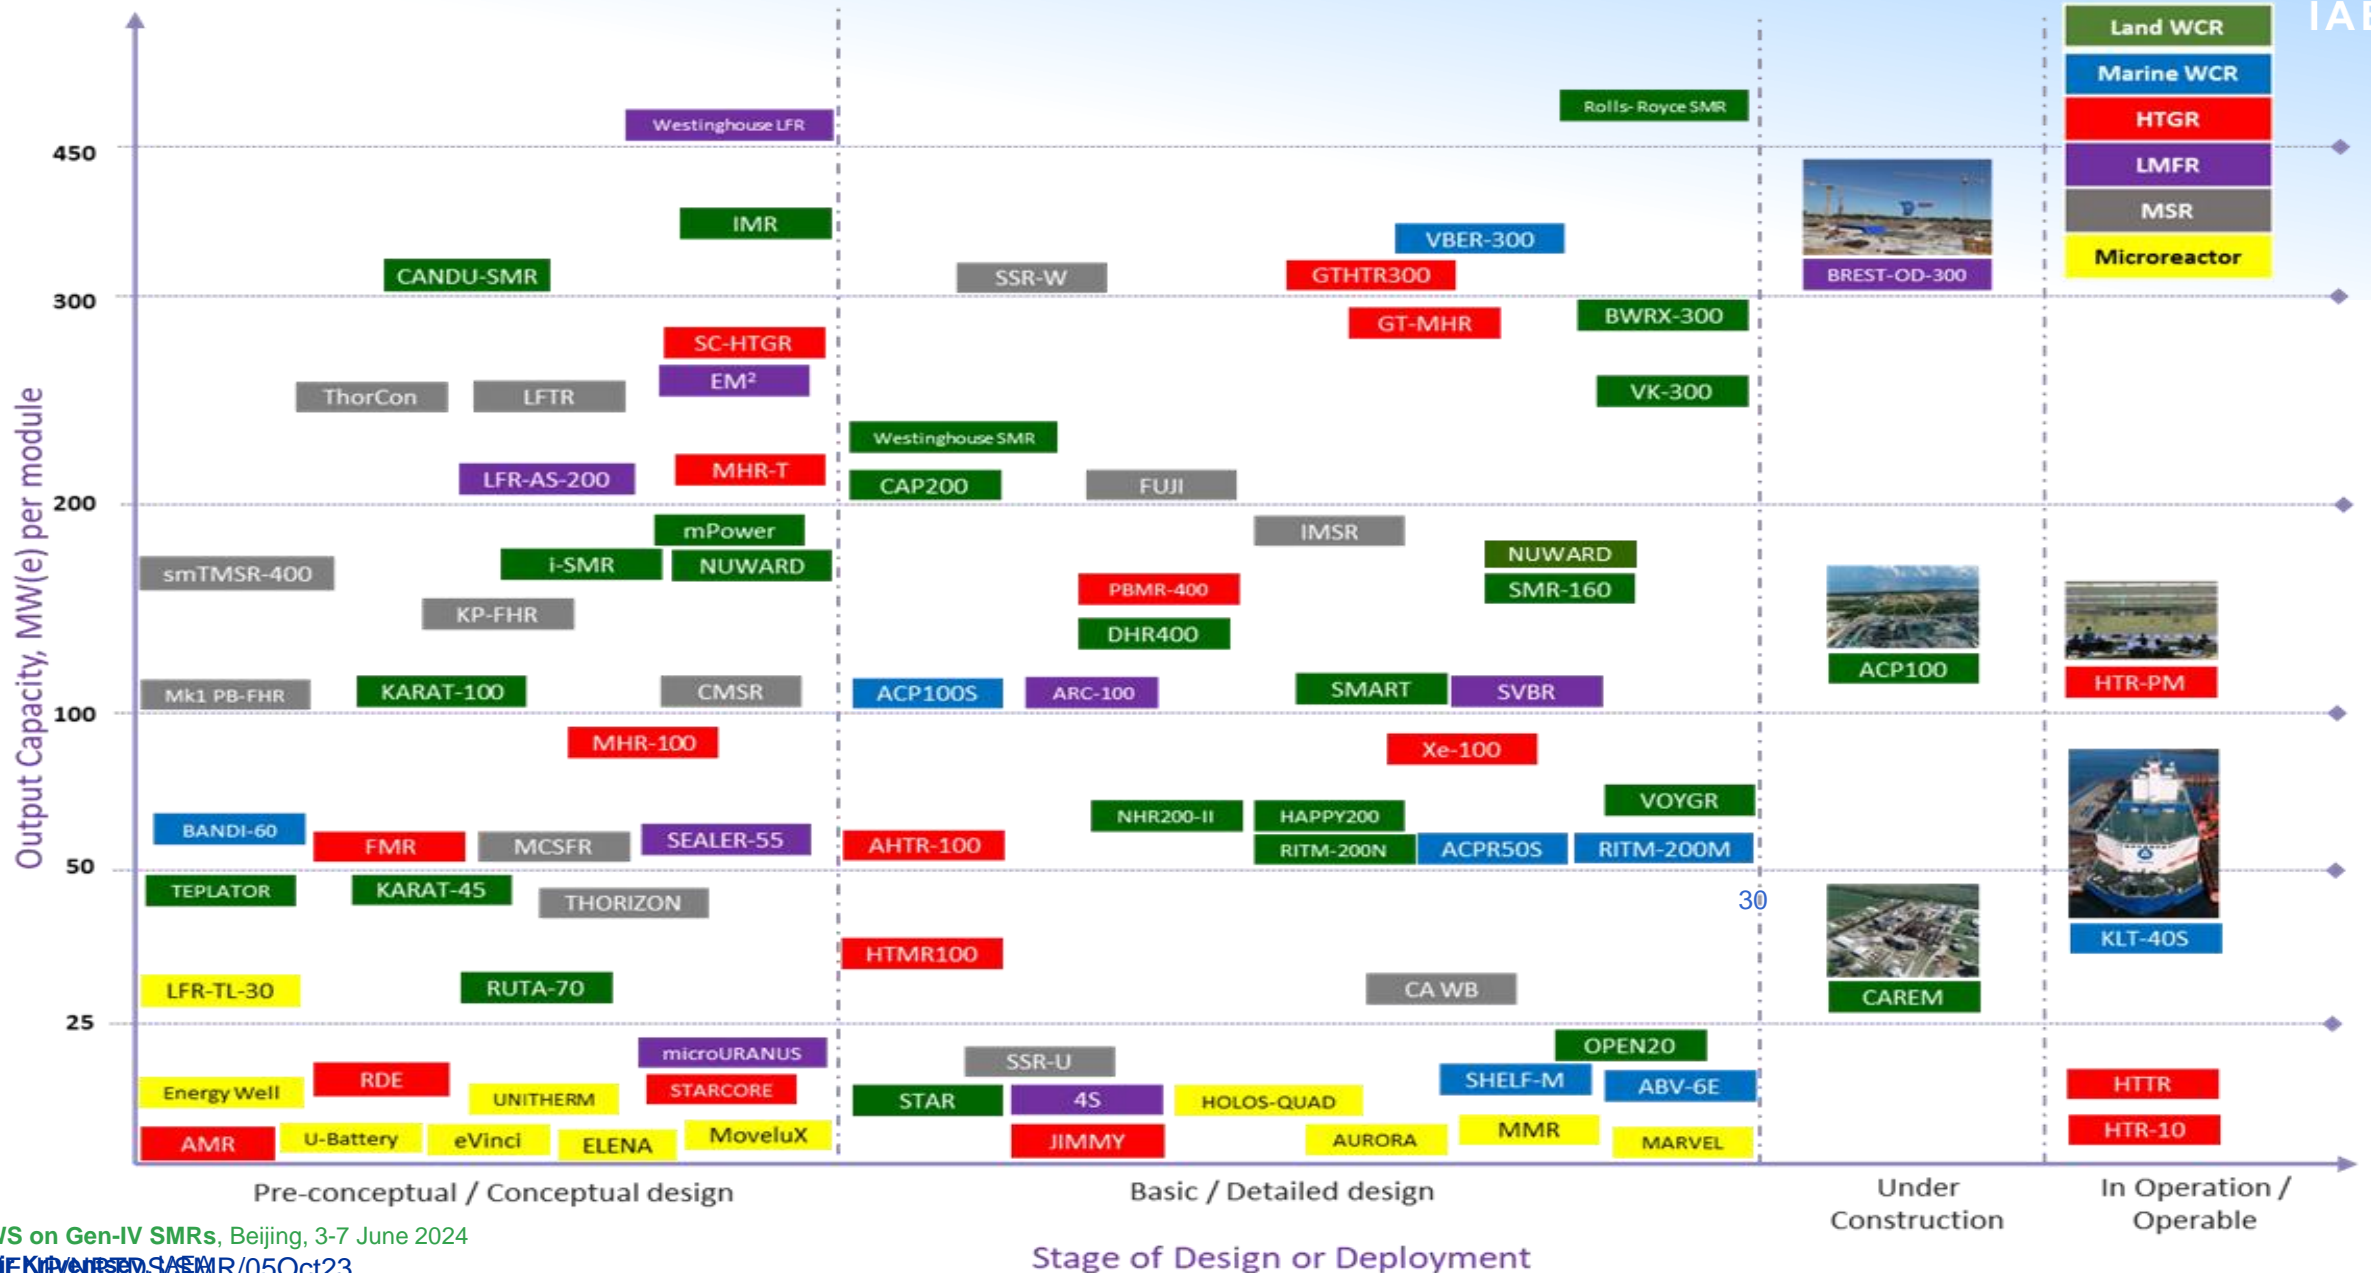 Land WCR
IAE
Marine WCR
HTGR
LMFR
MSR
Microreactor
Rolls-Royce SMR
Westinghouse LFR
450
IMR
VBER-300
CANDU-SMR
SSR-W
GTHTR300
BREST-OD-300
300
BWRX-300
GT-MHR
SC-HTGR
EM²
ThorCon
LFTR
VK-300
Westinghouse SMR
LFR-AS-200
MHR-T
CAP200
FUJI
200
mPower
IMSR
i-SMR
NUWARD
NUWARD
smTMSR-400
PBMR-400
SMR-160
KP-FHR
DHR400
ACP100
HTR-PM
Mk1 PB-FHR
KARAT-100
CMSR
ACP100S
ARC-100
SMART
SVBR
100
MHR-100
Xe-100
VOYGR
BANDI-60
FMR
MCSFR
SEALER-55
AHTR-100
NHR200-II
HAPPY200
RITM-200N
ACPR50S
RITM-200M
50
TEPLATOR
KARAT-45
THORIZON
30
HTMR100
KLT-40S
LFR-TL-30
RUTA-70
CA WB
CAREM
25
microURANUS
SSR-U
OPEN20
Energy Well
RDE
UNITHERM
STARCORE
STAR
4S
HOLOS-QUAD
SHELF-M
ABV-6E
HTTR
AMR
U-Battery
eVinci
ELENA
MoveluX
JIMMY
AURORA
MMR
MARVEL
HTR-10
Output Capacity, MW(e) per module
Pre-conceptual / Conceptual design
Basic / Detailed design
Under
Construction
In Operation /
Operable
Stage of Design or Deployment
WS on Gen-IV SMRs, Beijing, 3-7 June 2024
SMR/05Oct23